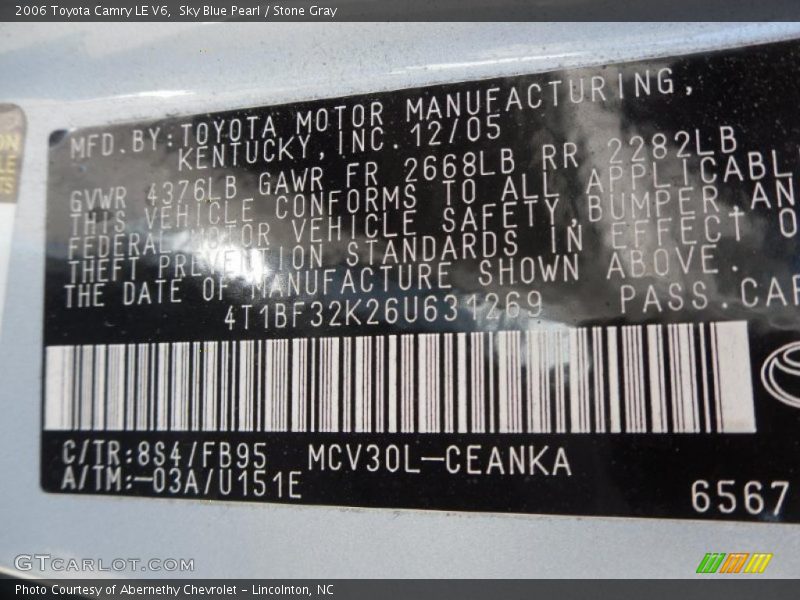 2006 Toyota Camry LE V6, Sky Blue Pearl / Stone Gray
MFD.BY:TOYOTA MOTOR MANUFACTURING,
KENTUCKY,INC.12/05
GVWR 4376LB GAWR FR 2668LB RR 2282LB
THIS VEHICLE CONFORMS TO ALL APPLICABL
FEDERAL MOTOR VEHICLE SAFETY,BUMPER,AN
THEFT PREVENTION STANDARDS IN EFFECT O
THE DATE OF MANUFACTURE SHOWN ABOVE.
4T1BF32K26U631269 PASS.CAR
C/TR:8S4/FB95 MCV30L-CEANKA
A/TM:-03A/U151E
6567
GTCARLOT.COM
Photo Courtesy of Abernethy Chevrolet - Lincolnton, NC